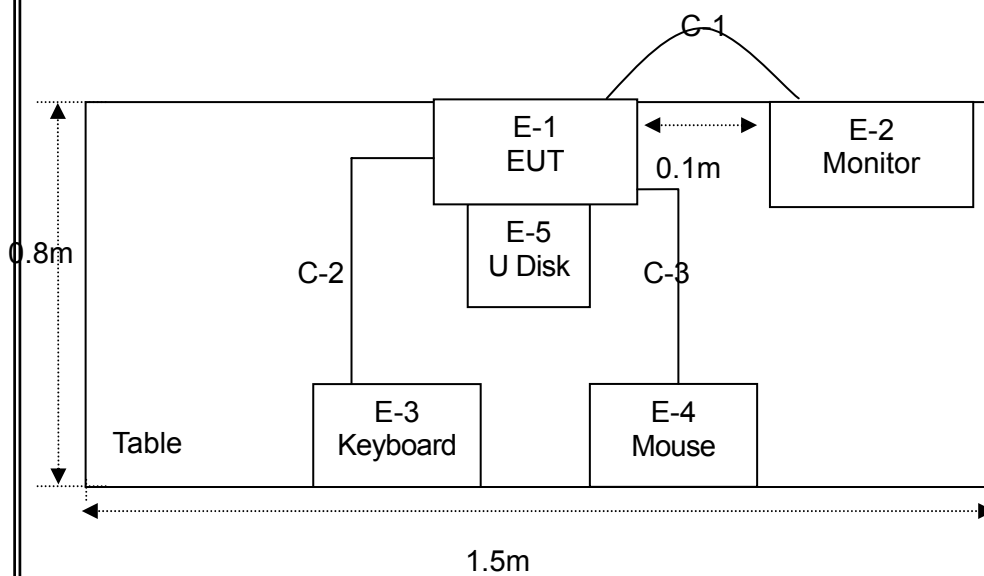 C-1
E-1
EUT
E-2
Monitor
0.1m
E-5
U Disk
0.8m
C-2
C-3
E-3
Keyboard
E-4
Mouse
Table
1.5m